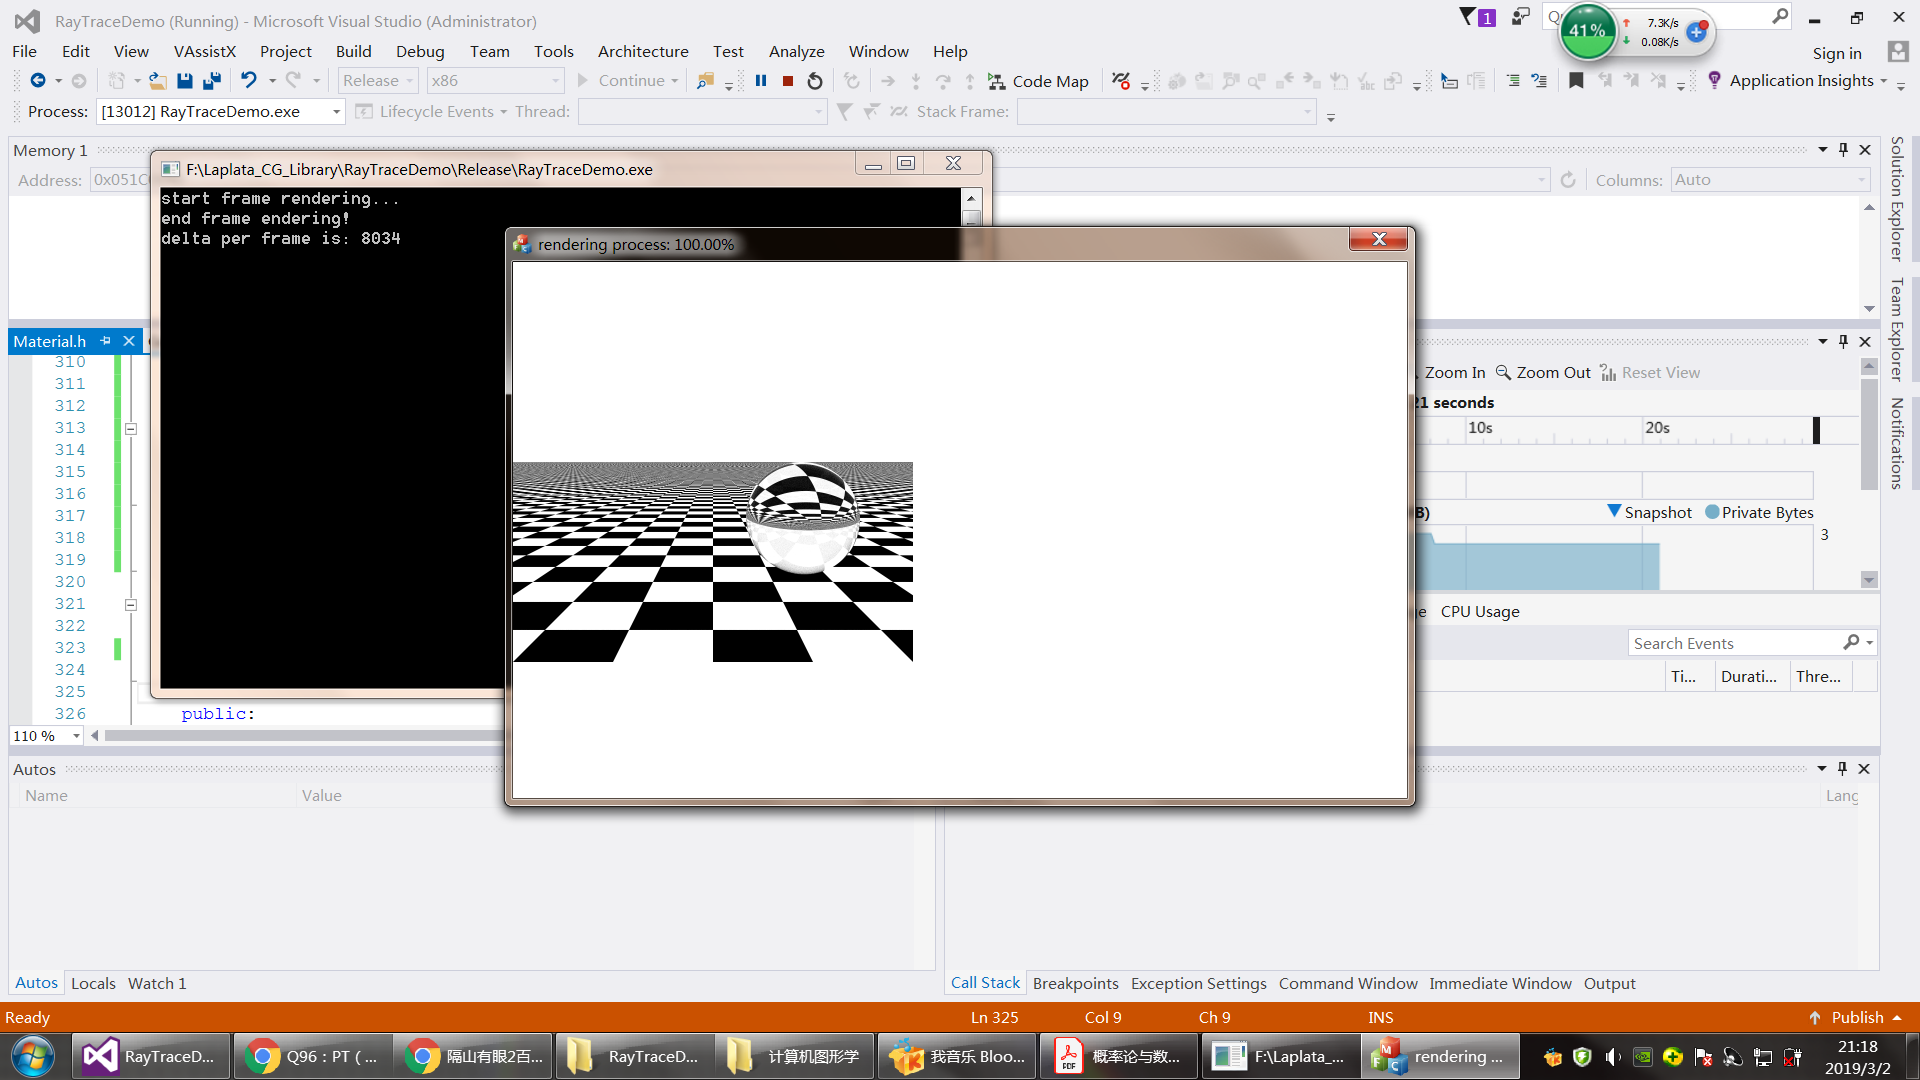 RayTraceDemo (Running) - Microsoft Visual Studio (Administrator)
1
41%
7.3K/s
0.08K/s
File Edit View VAssistX Project Build Debug Team Tools Architecture Test Analyze Window Help
Sign in
Release x86 Continue Code Map Application Insights
Process: [13012] RayTraceDemo.exe Lifecycle Events Thread: Stack Frame:
Memory 1
Address: Columns: Auto
F:\Laplata_CG_Library\RayTraceDemo\Release\RayTraceDemo.exe
start frame rendering...
end frame endering!
delta per frame is: 8034
rendering process: 100.00%
Solution Explorer
Team Explorer
Notifications
Material.h
310
311
312
313
314
315
316
317
318
319
320
321
322
323
324
325
326 public:
110 %
Zoom In Zoom Out Reset View
21 seconds
10s 20s
B) Snapshot Private Bytes
3
CPU Usage
Search Events
Ti... Durati... Thre...
Autos
Name Value
Lang
Autos Locals Watch 1
Call Stack Breakpoints Exception Settings Command Window Immediate Window Output
Ready Ln 325 Col 9 Ch 9 INS Publish
RayTraceD... Q96：PT（... 隔山有眼2百... RayTraceD... 计算机图形学 我音乐 Bloo... 概率论与数... F:\Laplata_... rendering ...
21:18
2019/3/2